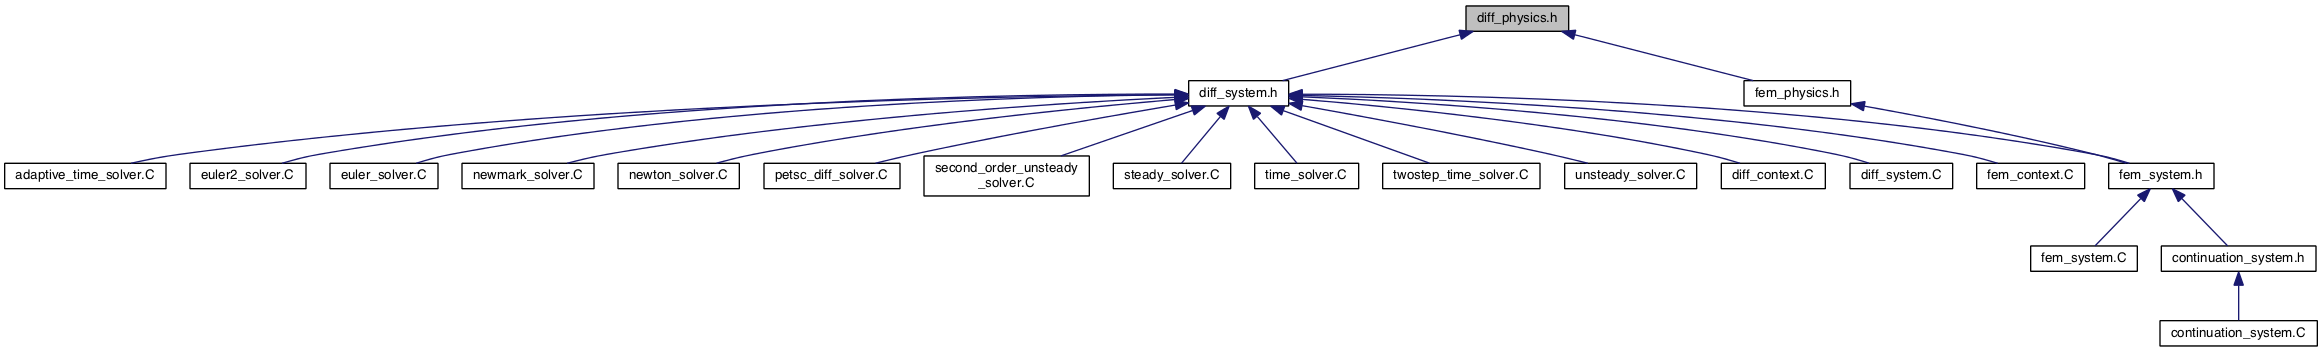 diff_physics.h
diff_system.h
fem_physics.h
adaptive_time_solver.C
euler2_solver.C
euler_solver.C
newmark_solver.C
newton_solver.C
petsc_diff_solver.C
second_order_unsteady
_solver.C
steady_solver.C
time_solver.C
twostep_time_solver.C
unsteady_solver.C
diff_context.C
diff_system.C
fem_context.C
fem_system.h
fem_system.C
continuation_system.h
continuation_system.C